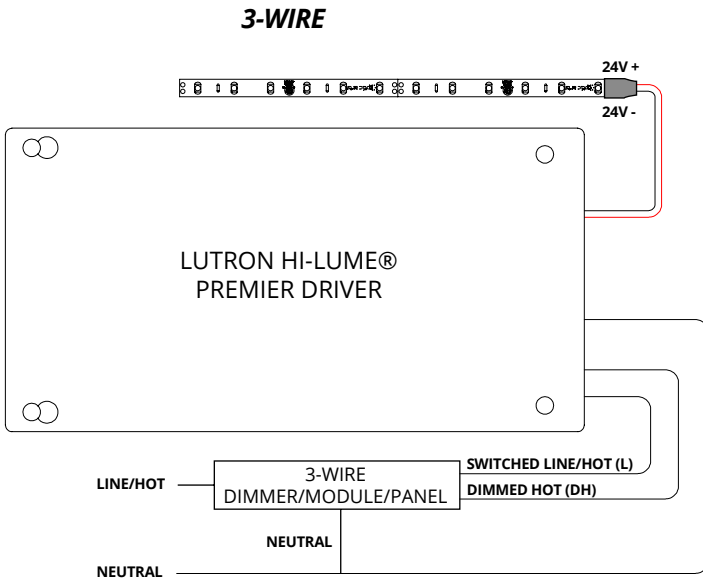 3-WIRE
24V +
24V -
LUTRON HI-LUME®
PREMIER DRIVER
LINE/HOT
3-WIRE
DIMMER/MODULE/PANEL
SWITCHED LINE/HOT (L)
DIMMED HOT (DH)
NEUTRAL
NEUTRAL